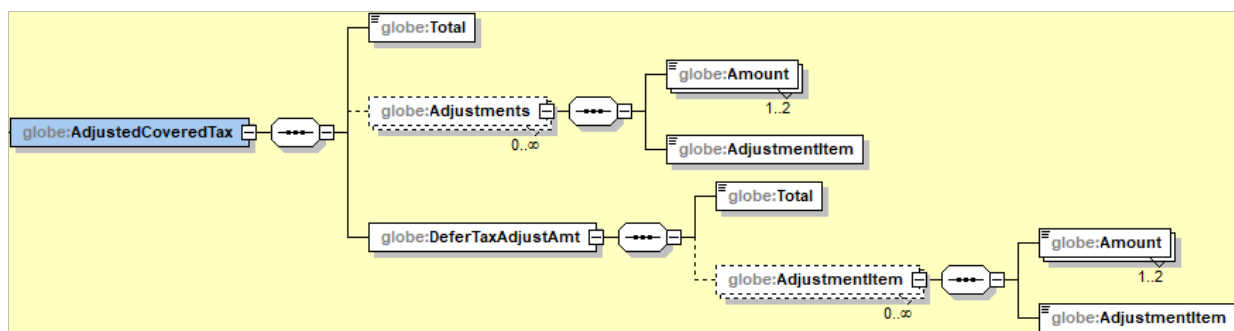 globe:Total
globe:Amount
1..2
globe:Adjustments
0..∞
globe:AdjustedCoveredTax
globe:AdjustmentItem
globe:Total
globe:DeferTaxAdjustAmt
globe:Amount
1..2
globe:AdjustmentItem
0..∞
globe:AdjustmentItem